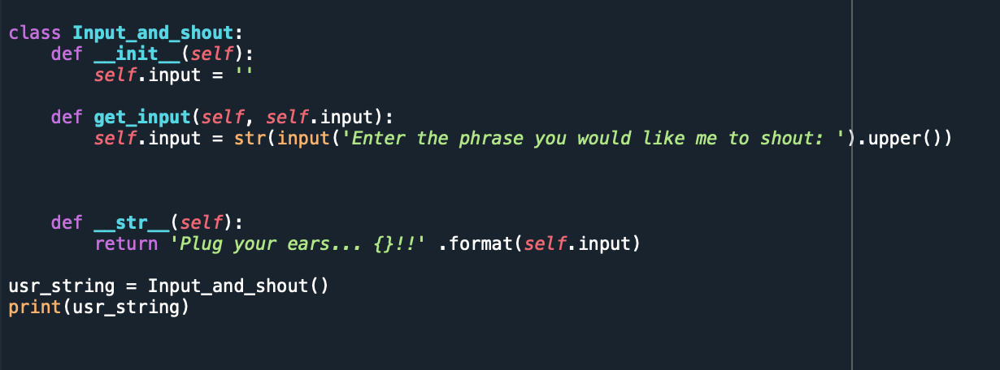 class Input_and_shout:
    def __init__(self):
        self.input = ''
    def get_input(self, self.input):
        self.input = str(input('Enter the phrase you would like me to shout: ').upper())
    def __str__(self):
        return 'Plug your ears... {}!!' .format(self.input)
usr_string = Input_and_shout()
print(usr_string)